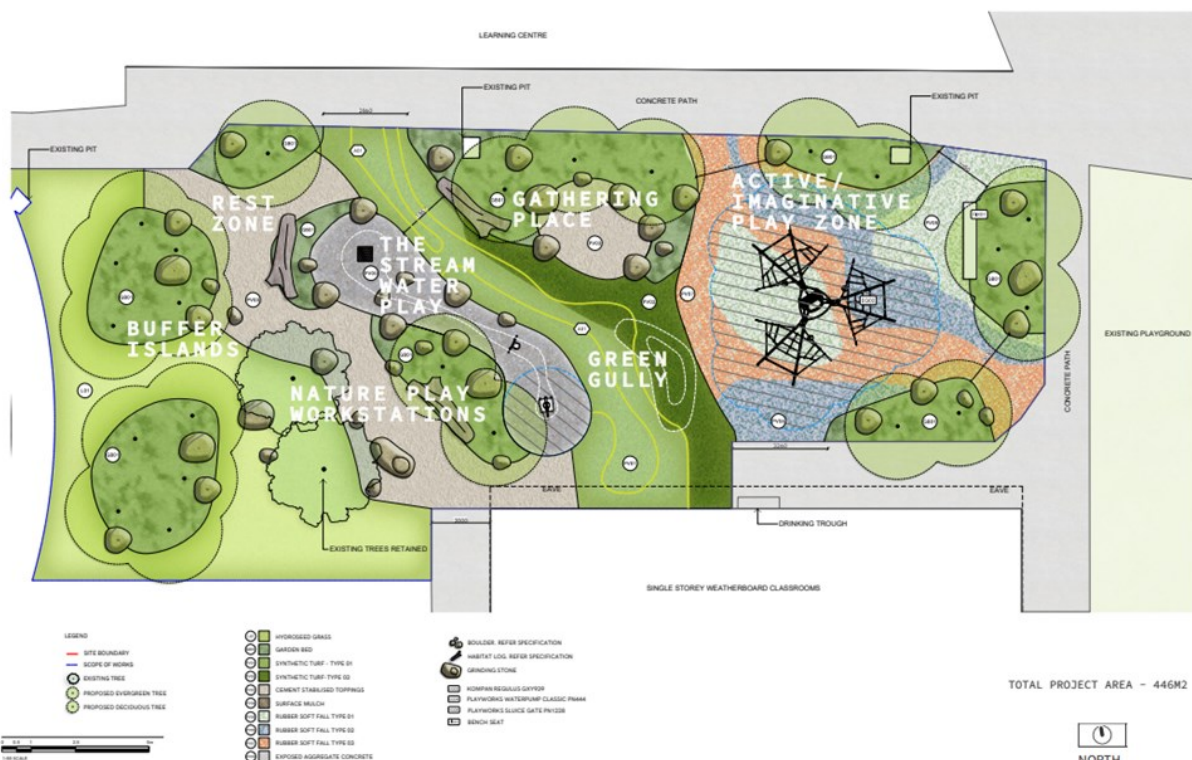 LEARNING CENTRE
EXISTING PIT
CONCRETE PATH
EXISTING PIT
EXISTING PIT
2860
REST
ZONE
GATHERING
PLACE
ACTIVE/
IMAGINATIVE
PLAY ZONE
THE
STREAM
WATER
PLAY
BUFFER
ISLANDS
GREEN
GULLY
NATURE PLAY
WORKSTATIONS
EXISTING PLAYGROUND
CONCRETE PATH
EAVE
EAVE
DRINKING TROUGH
EXISTING TREES RETAINED
SINGLE STOREY WEATHERBOARD CLASSROOMS
LEGEND
SITE BOUNDARY
SCOPE OF WORKS
EXISTING TREE
PROPOSED EVERGREEN TREE
PROPOSED DECIDUOUS TREE
HYDROSEED GRASS
GARDEN BED
SYNTHETIC TURF - TYPE 01
SYNTHETIC TURF-TYPE 02
CEMENT STABILISED TOPPINGS
SURFACE MULCH
RUBBER SOFT FALL TYPE 01
RUBBER SOFT FALL TYPE 02
RUBBER SOFT FALL TYPE 03
EXPOSED AGGREGATE CONCRETE
BOULDER. REFER SPECIFICATION
HABITAT LOG. REFER SPECIFICATION
GRINDING STONE
KOMPAN REGULUS
PLAYWORKS WATERPUMP CLASSIC PN444
PLAYWORKS SLUICE GATE
BENCH SEAT
TOTAL PROJECT AREA - 446M2
NORTH